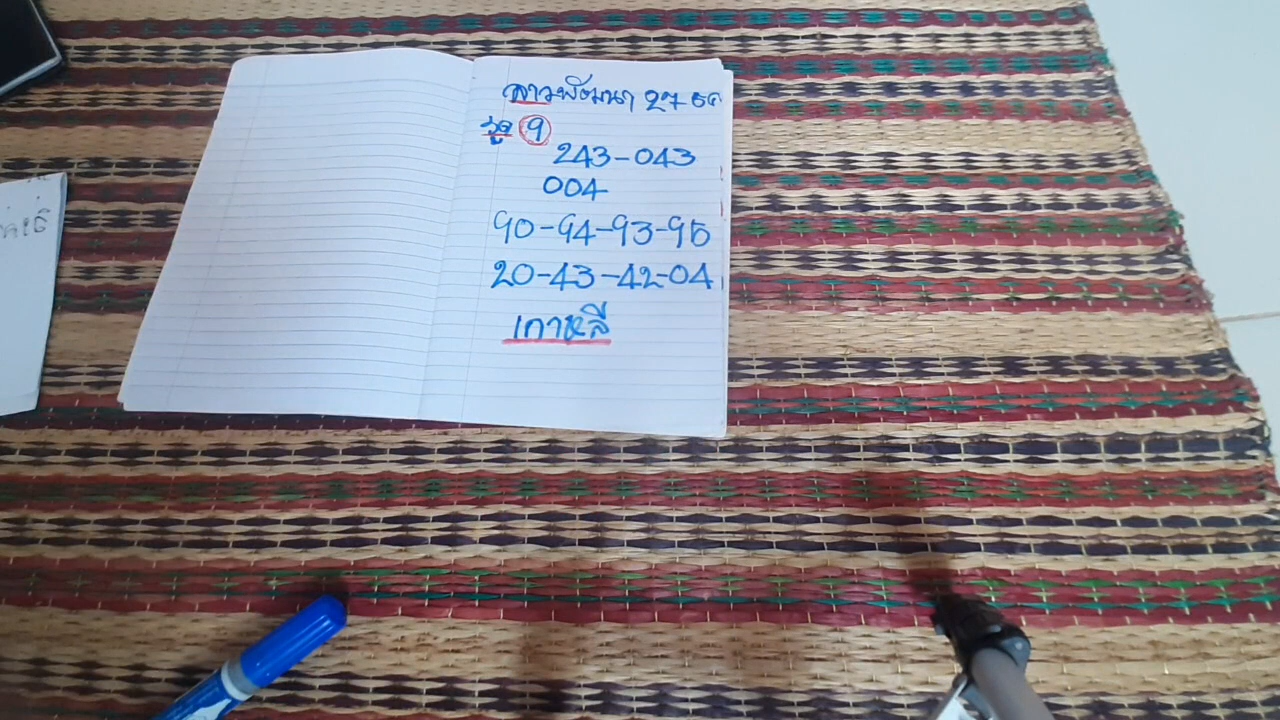 ลาวพัฒนา 27
รูด 9
243-043
004
90-94-93-95
20-43-42-04
เกาหลี